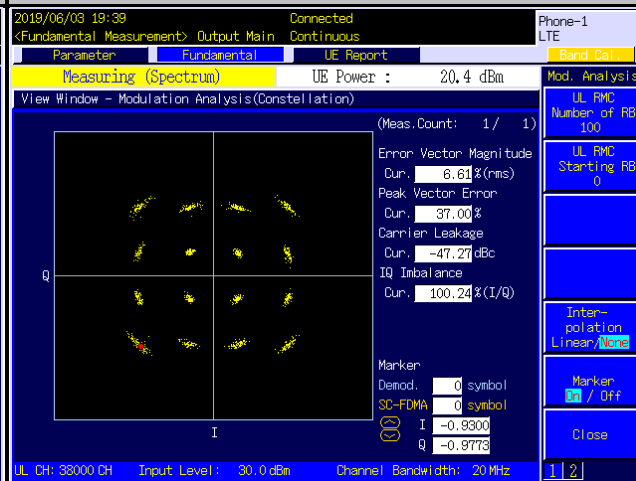 2019/06/03 19:39 Connected Phone-1
<Fundamental Measurement> Output Main Continuous LTE
Parameter Fundamental UE Report Band Cal.
Measuring (Spectrum) UE Power : 20.4 dBm Mod. Analysis
View Window - Modulation Analysis(Constellation)
(Meas.Count: 1/ 1)
Error Vector Magnitude
Cur. 6.61 %(rms)
Peak Vector Error
Cur. 37.00 %
Carrier Leakage
Cur. -47.27 dBc
IQ Imbalance
Cur. 100.24 %(I/Q)
Q
I
Marker
Demod. 0 symbol
SC-FDMA 0 symbol
I -0.9300
Q -0.9773
UL RMC
Number of RB
100
UL RMC
Starting RB
0
Inter-
polation
Linear/None
Marker
On / Off
Close
UL CH: 38000 CH Input Level: 30.0 dBm Channel Bandwidth: 20 MHz 1 2